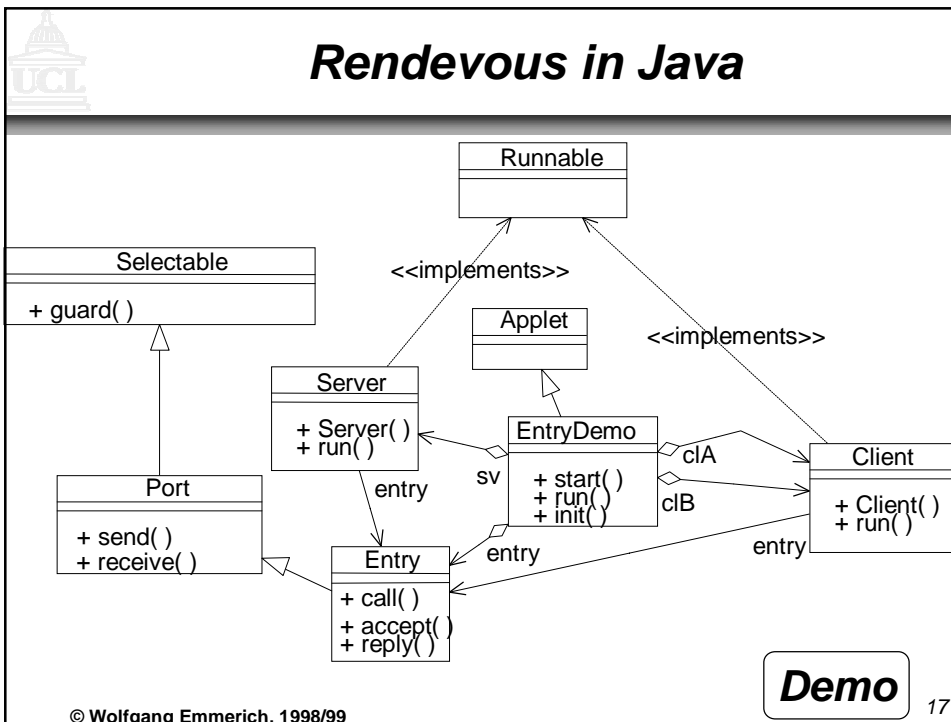 UCL
Rendevous in Java
Runnable
Selectable
+ guard( )
<<implements>>
Applet
<<implements>>
Server
+ Server( )
+ run( )
EntryDemo
+ start( )
+ run( )
+ init( )
sv
clA
clB
Client
+ Client( )
+ run( )
Port
+ send( )
+ receive( )
entry
entry
entry
Entry
+ call( )
+ accept( )
+ reply( )
Demo
17
© Wolfgang Emmerich, 1998/99